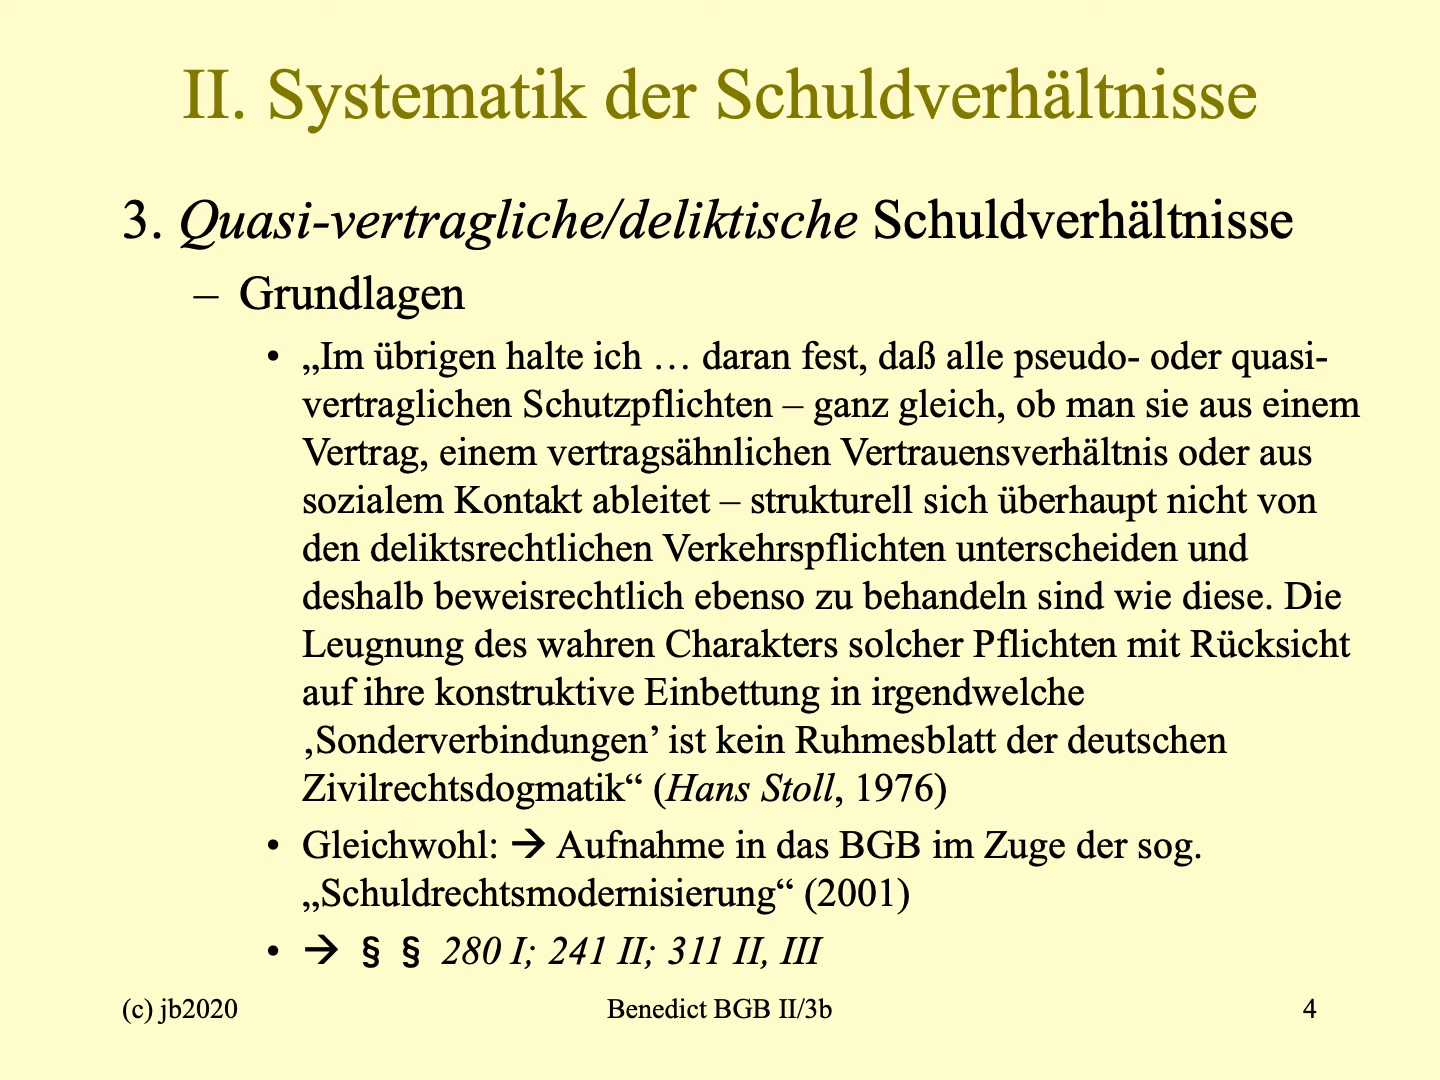 II. Systematik der Schuldverhältnisse
3. Quasi-vertragliche/deliktische Schuldverhältnisse
– Grundlagen
• „Im übrigen halte ich … daran fest, daß alle pseudo- oder quasi-
vertraglichen Schutzpflichten – ganz gleich, ob man sie aus einem
Vertrag, einem vertragsähnlichen Vertrauensverhältnis oder aus
sozialem Kontakt ableitet – strukturell sich überhaupt nicht von
den deliktsrechtlichen Verkehrspflichten unterscheiden und
deshalb beweisrechtlich ebenso zu behandeln sind wie diese. Die
Leugnung des wahren Charakters solcher Pflichten mit Rücksicht
auf ihre konstruktive Einbettung in irgendwelche
‚Sonderverbindungen’ ist kein Ruhmesblatt der deutschen
Zivilrechtsdogmatik“ (Hans Stoll, 1976)
• Gleichwohl: → Aufnahme in das BGB im Zuge der sog.
„Schuldrechtsmodernisierung“ (2001)
• → § § 280 I; 241 II; 311 II, III
(c) jb2020 Benedict BGB II/3b 4